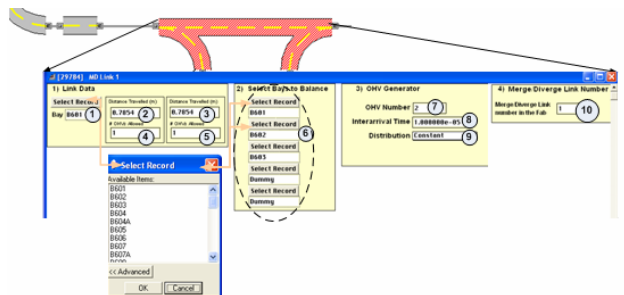 [29784] MD Link 1
1) Link Data
Select Record
Bay B601 1
Distance Travelled (m)
0.7854 2
# OHVs Allowed
1 4
Distance Travelled (m)
0.7854 3
# OHVs Allowed
1 5
2) Select Bays to Balance
Select Record
B601
Select Record
B602 6
Select Record
B603
Select Record
Dummy
Select Record
Dummy
3) OHV Generator
OHV Number 2 7
Interarrival Time 1.000000e-05 8
Distribution Constant 9
4) Merge Diverge Link Number
Merge Diverge Link
number in the Fab 1 10
Select Record
Available Items:
B601
B602
B603
B604
B604A
B605
B606
B607
B607A
<< Advanced
OK Cancel